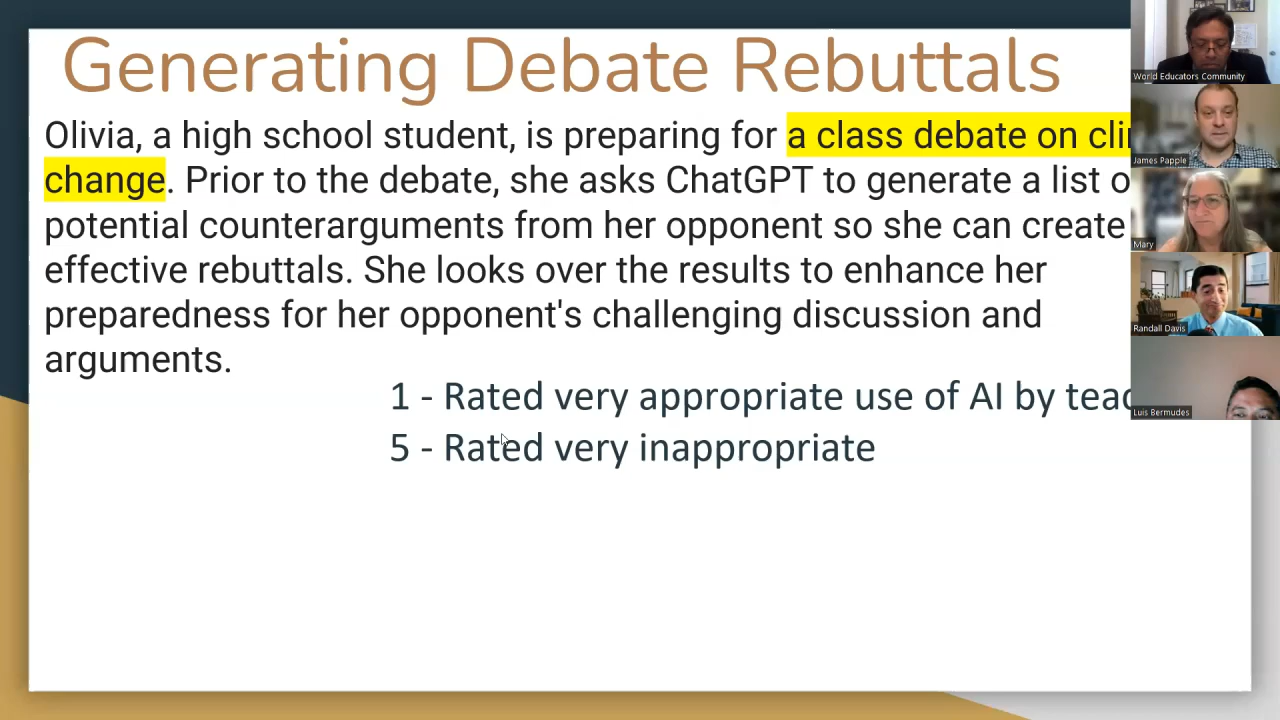 Generating Debate Rebuttals
Olivia, a high school student, is preparing for a class debate on
change. Prior to the debate, she asks ChatGPT to generate a list
potential counterarguments from her opponent so she can create
effective rebuttals. She looks over the results to enhance her
preparedness for her opponent's challenging discussion and
arguments.
1 - Rated very appropriate use of AI by
5 - Rated very inappropriate
World Educators Community
James Papple
Mary
Randall Davis
Luis Bermudes